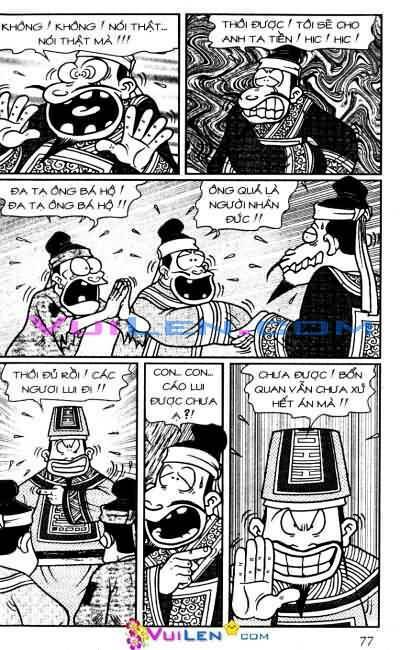 KHÔNG! KHÔNG! NÓI THẬT...
NÓI THẬT MÀ!!!
THÔI ĐƯỢC! TÔI SẼ CHO
ANH TA TIỀN! HIC! HIC!
ĐA TẠ ÔNG BÁ HỘ!
ĐA TẠ ÔNG BÁ HỘ!!
ÔNG QUẢ LÀ
NGƯỜI NHÂN
ĐỨC!!
VUILEN.COM
THÔI ĐỦ RỒI! CÁC
NGƯƠI LUI ĐI!!
CON... CON...
CÁO LUI
ĐƯỢC CHƯA
Ạ?!
CHƯA ĐƯỢC! BỔN
QUAN VẪN CHƯA XỬ
HẾT ÁN MÀ!!
77
VUILEN.COM